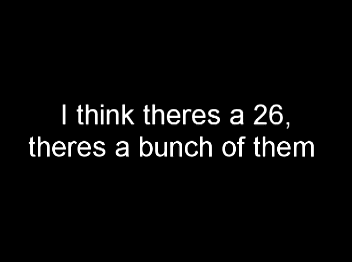 I think theres a 26,
theres a bunch of them